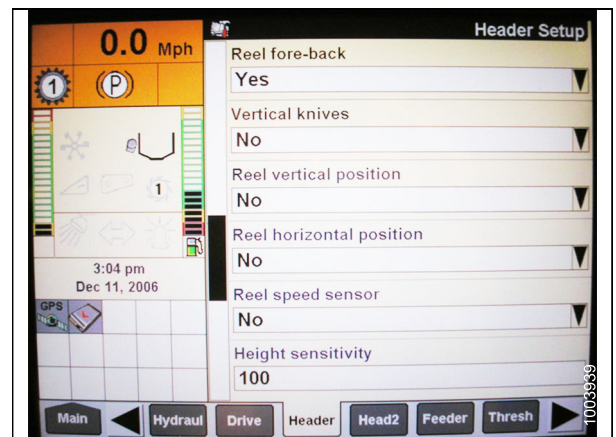 0.0 Mph
Header Setup
1
(P)
Reel fore-back
Yes
Vertical knives
No
1
Reel vertical position
No
Reel horizontal position
No
3:04 pm
Dec 11, 2006
Reel speed sensor
No
GPS
Height sensitivity
100
Main
Hydraul
Drive
Header
Head2
Feeder
Thresh
1003939